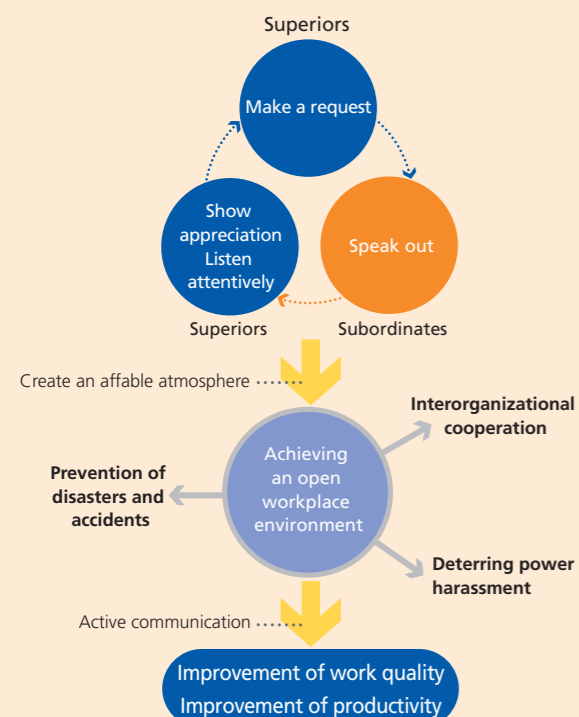 Superiors
Make a request
Show
appreciation
Listen
attentively
Speak out
Superiors
Subordinates
Create an affable atmosphere
Interorganizational
cooperation
Achieving
an open
workplace
environment
Prevention of
disasters and
accidents
Deterring power
harassment
Active communication
Improvement of work quality
Improvement of productivity